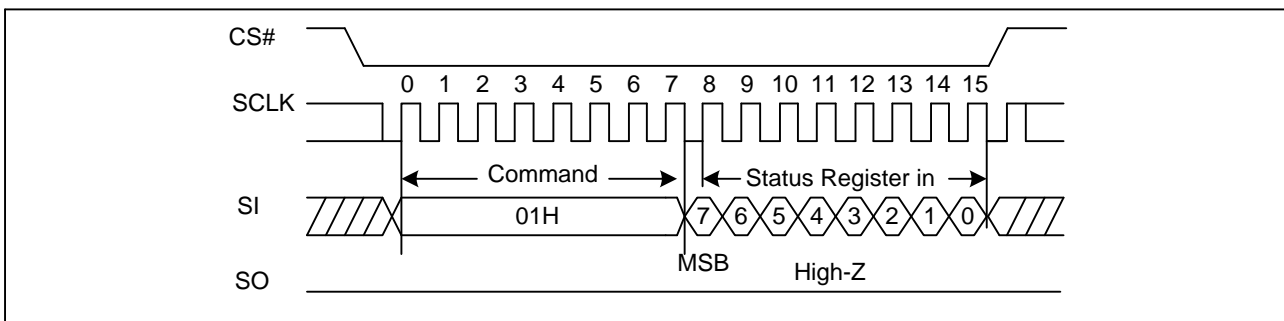 CS#
0 1 2 3 4 5 6 7 8 9 10 11 12 13 14 15
SCLK
Command Status Register in
SI 01H 7 6 5 4 3 2 1 0
MSB High-Z
SO